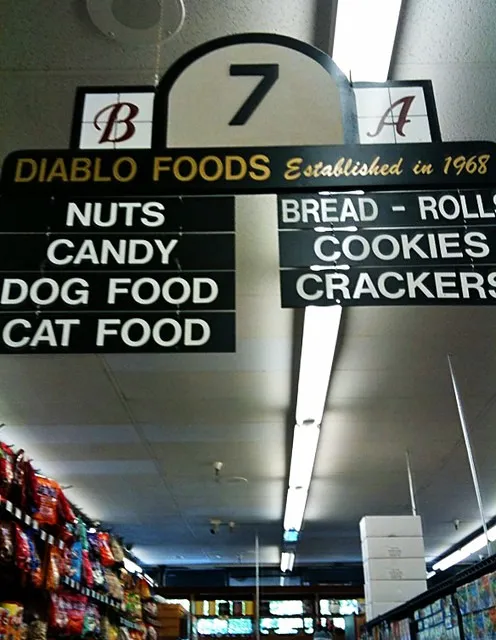 7
B A
DIABLO FOODS Established in 1968
NUTS
CANDY
DOG FOOD
CAT FOOD
BREAD - ROLLS
COOKIES
CRACKERS